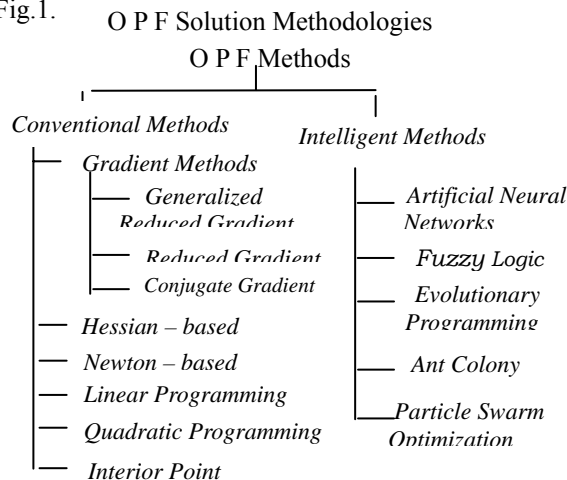 Fig.1.
O P F Solution Methodologies
O P F Methods
Conventional Methods
Gradient Methods
Generalized
Reduced Gradient
Reduced Gradient
Conjugate Gradient
Hessian – based
Newton – based
Linear Programming
Quadratic Programming
Interior Point
Intelligent Methods
Artificial Neural
Networks
Fuzzy Logic
Evolutionary
Programming
Ant Colony
Particle Swarm
Optimization